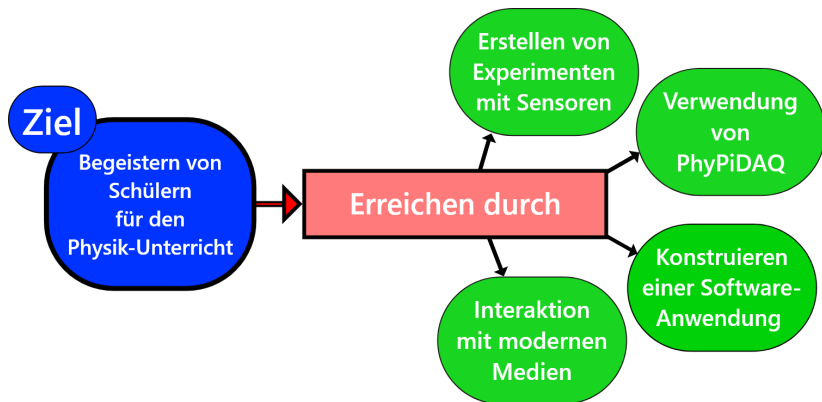 Ziel
Begeistern von
Schülern
für den
Physik-Unterricht
Erreichen durch
Erstellen von
Experimenten
mit Sensoren
Verwendung
von
PhyPiDAQ
Konstruieren
einer Software-
Anwendung
Interaktion
mit modernen
Medien